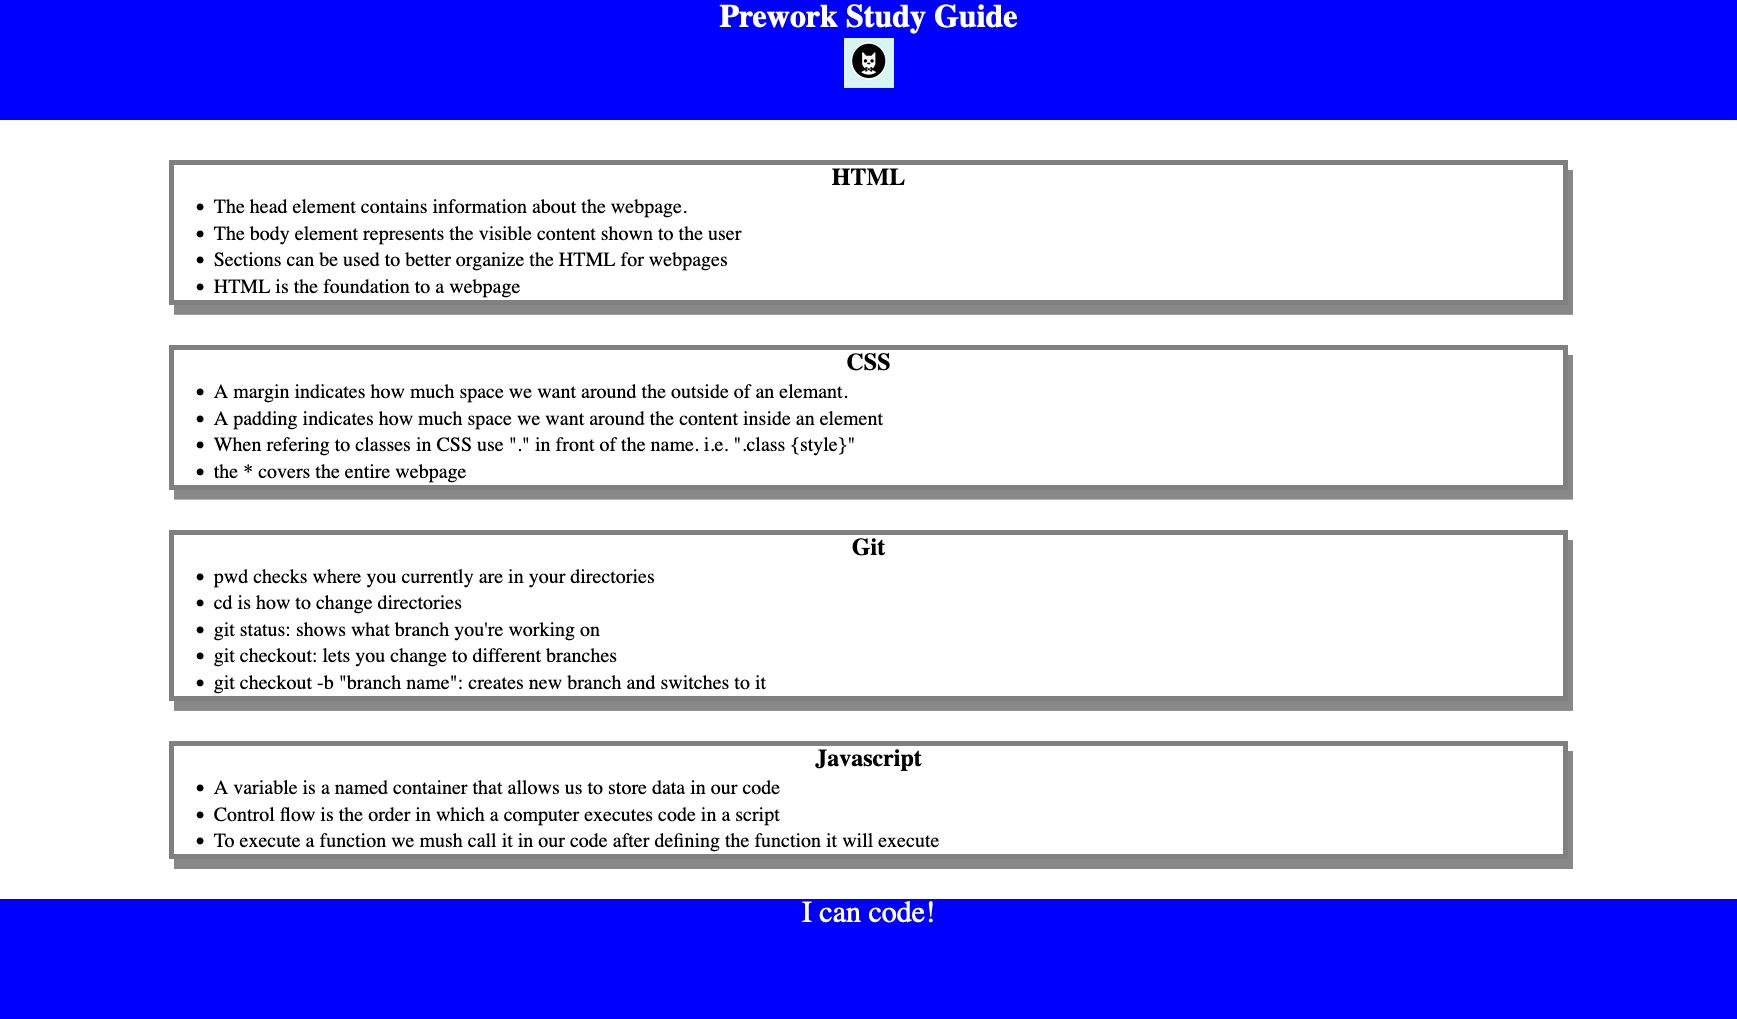 Prework Study Guide
HTML
• The head element contains information about the webpage.
• The body element represents the visible content shown to the user
• Sections can be used to better organize the HTML for webpages
• HTML is the foundation to a webpage
CSS
• A margin indicates how much space we want around the outside of an elemant.
• A padding indicates how much space we want around the content inside an element
• When refering to classes in CSS use "." in front of the name. i.e. ".class {style}"
• the * covers the entire webpage
Git
• pwd checks where you currently are in your directories
• cd is how to change directories
• git status: shows what branch you're working on
• git checkout: lets you change to different branches
• git checkout -b "branch name": creates new branch and switches to it
Javascript
• A variable is a named container that allows us to store data in our code
• Control flow is the order in which a computer executes code in a script
• To execute a function we mush call it in our code after defining the function it will execute
I can code!